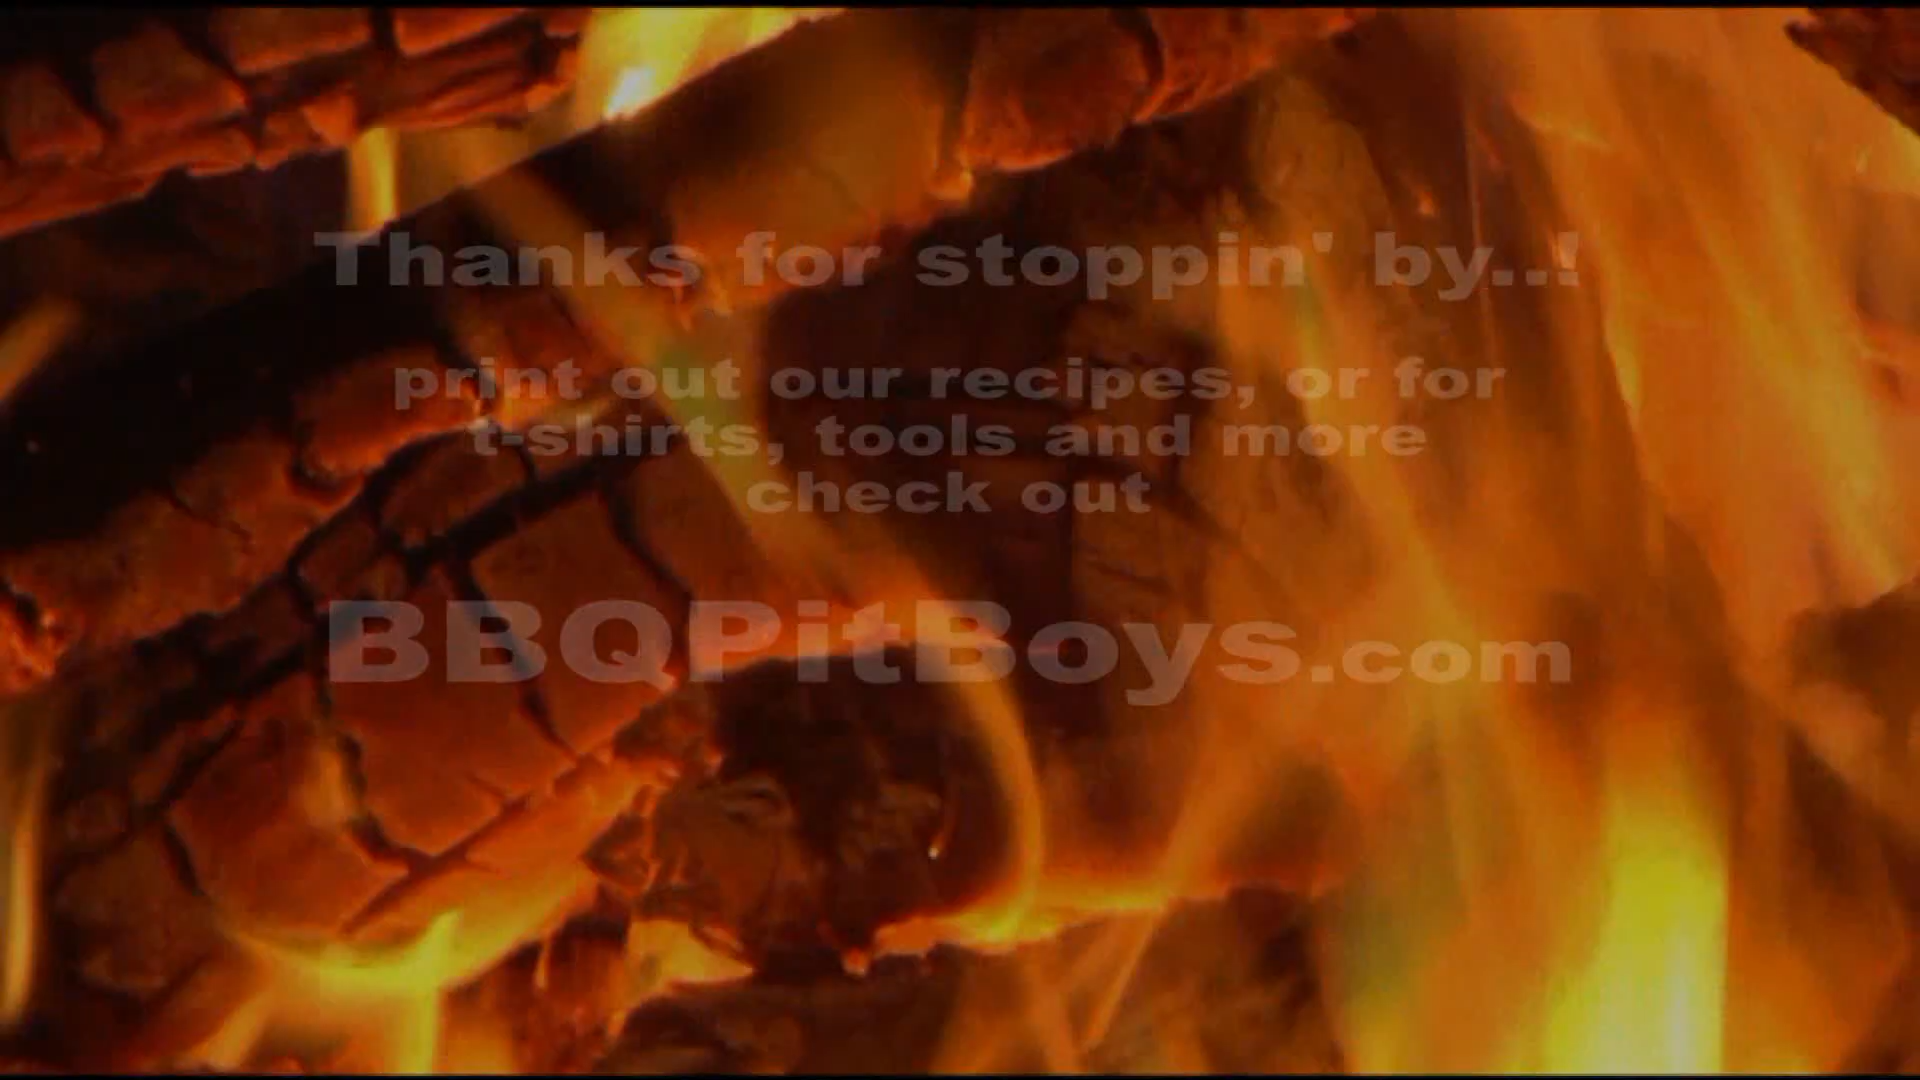 Thanks for stoppin' by..!
print out our recipes, or for
t-shirts, tools and more
check out
BBQPitBoys.com